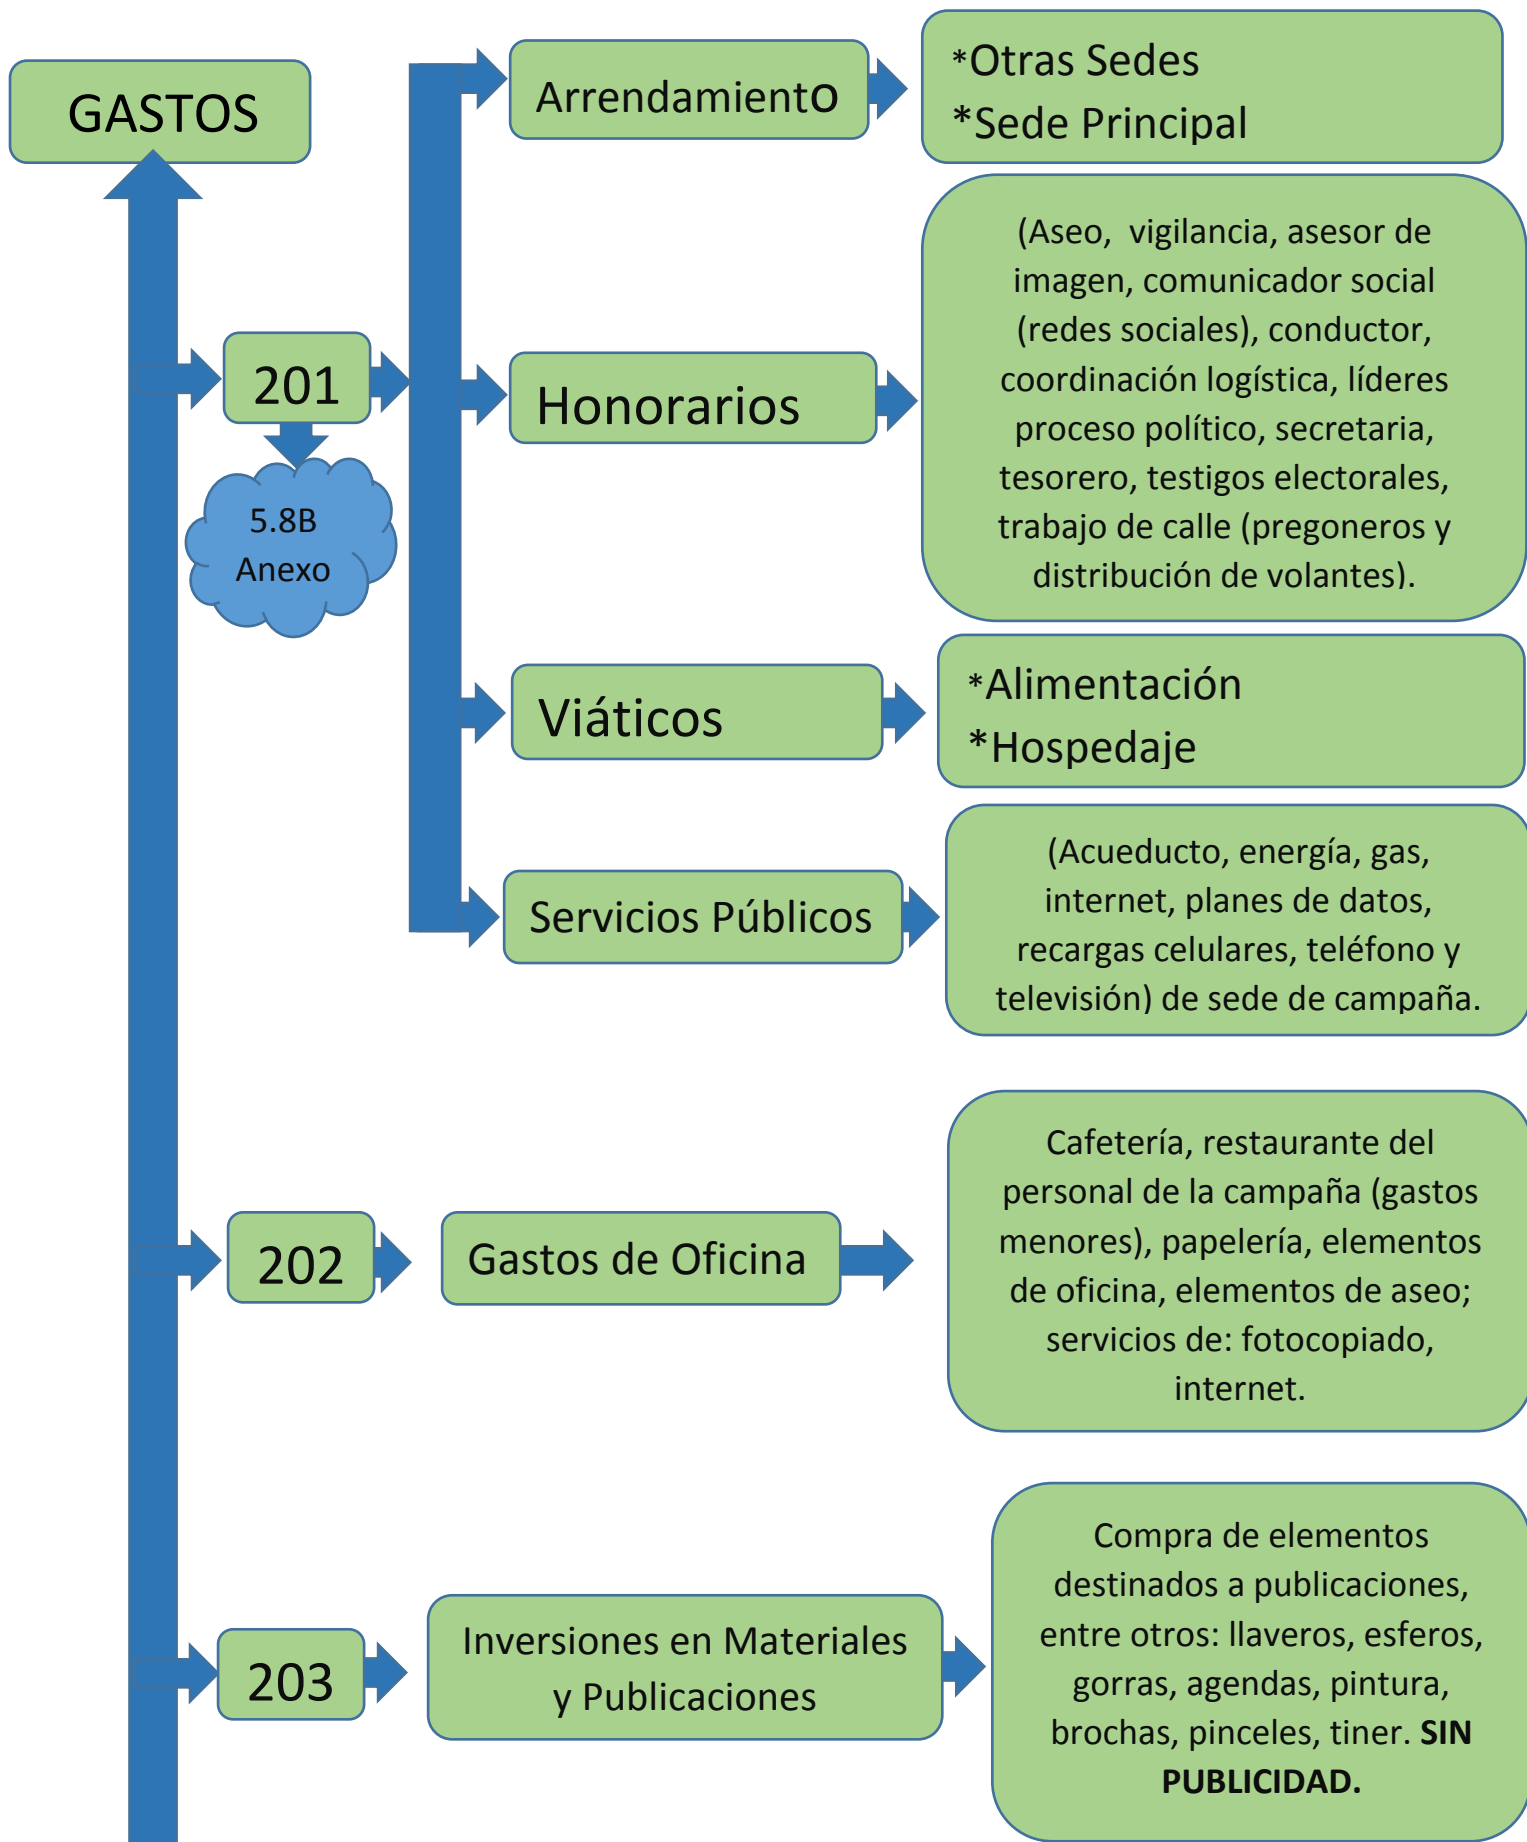 GASTOS
Arrendamiento
*Otras Sedes
*Sede Principal
201
5.8B
Anexo
Honorarios
(Aseo, vigilancia, asesor de
imagen, comunicador social
(redes sociales), conductor,
coordinación logística, líderes
proceso político, secretaria,
tesorero, testigos electorales,
trabajo de calle (pregoneros y
distribución de volantes).
Viáticos
*Alimentación
*Hospedaje
Servicios Públicos
(Acueducto, energía, gas,
internet, planes de datos,
recargas celulares, teléfono y
televisión) de sede de campaña.
202
Gastos de Oficina
Cafetería, restaurante del
personal de la campaña (gastos
menores), papelería, elementos
de oficina, elementos de aseo;
servicios de: fotocopiado,
internet.
203
Inversiones en Materiales
y Publicaciones
Compra de elementos
destinados a publicaciones,
entre otros: llaveros, esferos,
gorras, agendas, pintura,
brochas, pinceles, tiner. SIN
PUBLICIDAD.